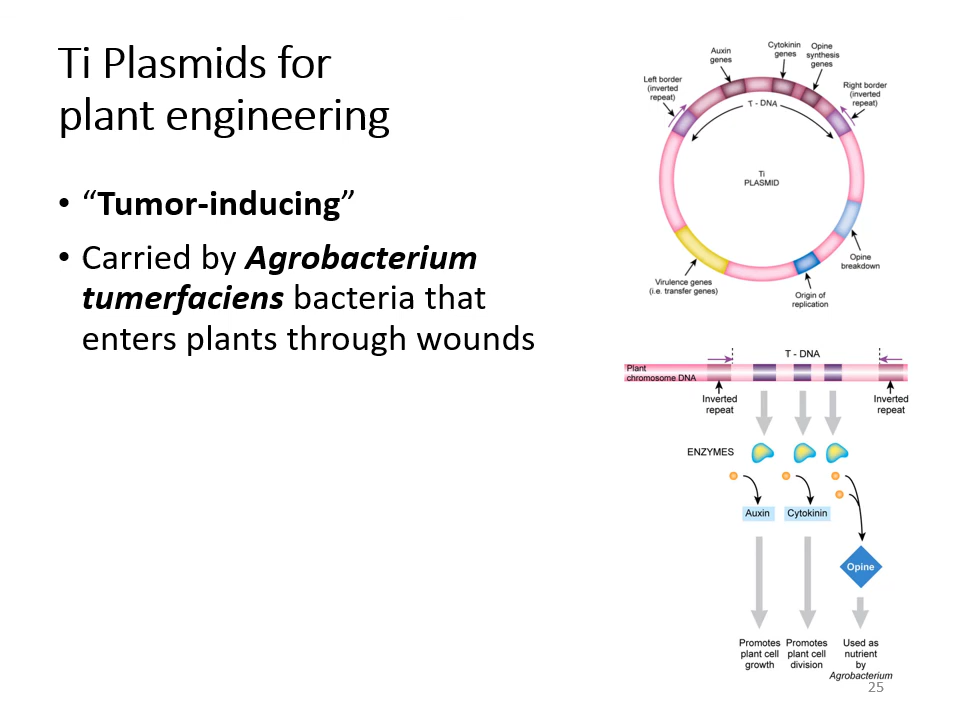 Ti Plasmids for
plant engineering
• “Tumor-inducing”
• Carried by Agrobacterium
tumerfaciens bacteria that
enters plants through wounds
Auxin
genes
Cytokinin
genes
Opine
synthesis
genes
Left border
(inverted
repeat)
Right border
(inverted
repeat)
T - DNA
Ti
PLASMID
Opine
breakdown
Virulence genes
(i.e. transfer genes)
Origin of
replication
T - DNA
Plant
chromosome DNA
Inverted
repeat
Inverted
repeat
ENZYMES
Auxin
Cytokinin
Opine
Promotes
plant cell
growth
Promotes
plant cell
division
Used as
nutrient
by
Agrobacterium
25